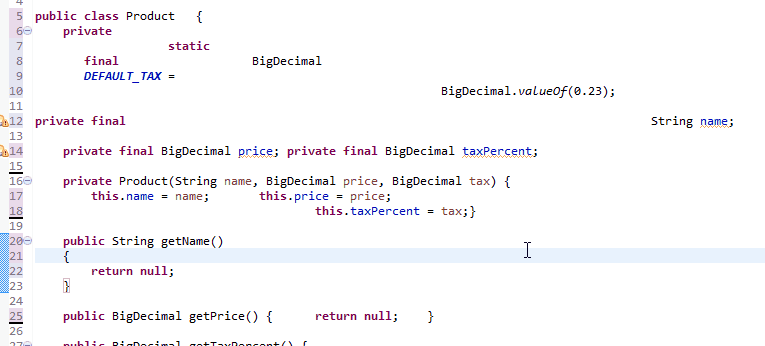 4
5 public class Product   {
6     private
7                    static
8        final                   BigDecimal
9        DEFAULT_TAX =
10                                                          BigDecimal.valueOf(0.23);
11
12 private final                                                                           String name;
13
14     private final BigDecimal price; private final BigDecimal taxPercent;
15
16     private Product(String name, BigDecimal price, BigDecimal tax) {
17         this.name = name;       this.price = price;
18                                         this.taxPercent = tax;}
19
20     public String getName()
21     {
22         return null;
23     }
24
25     public BigDecimal getPrice() {      return null;    }
26
27     public BigDecimal getTaxPercent() {